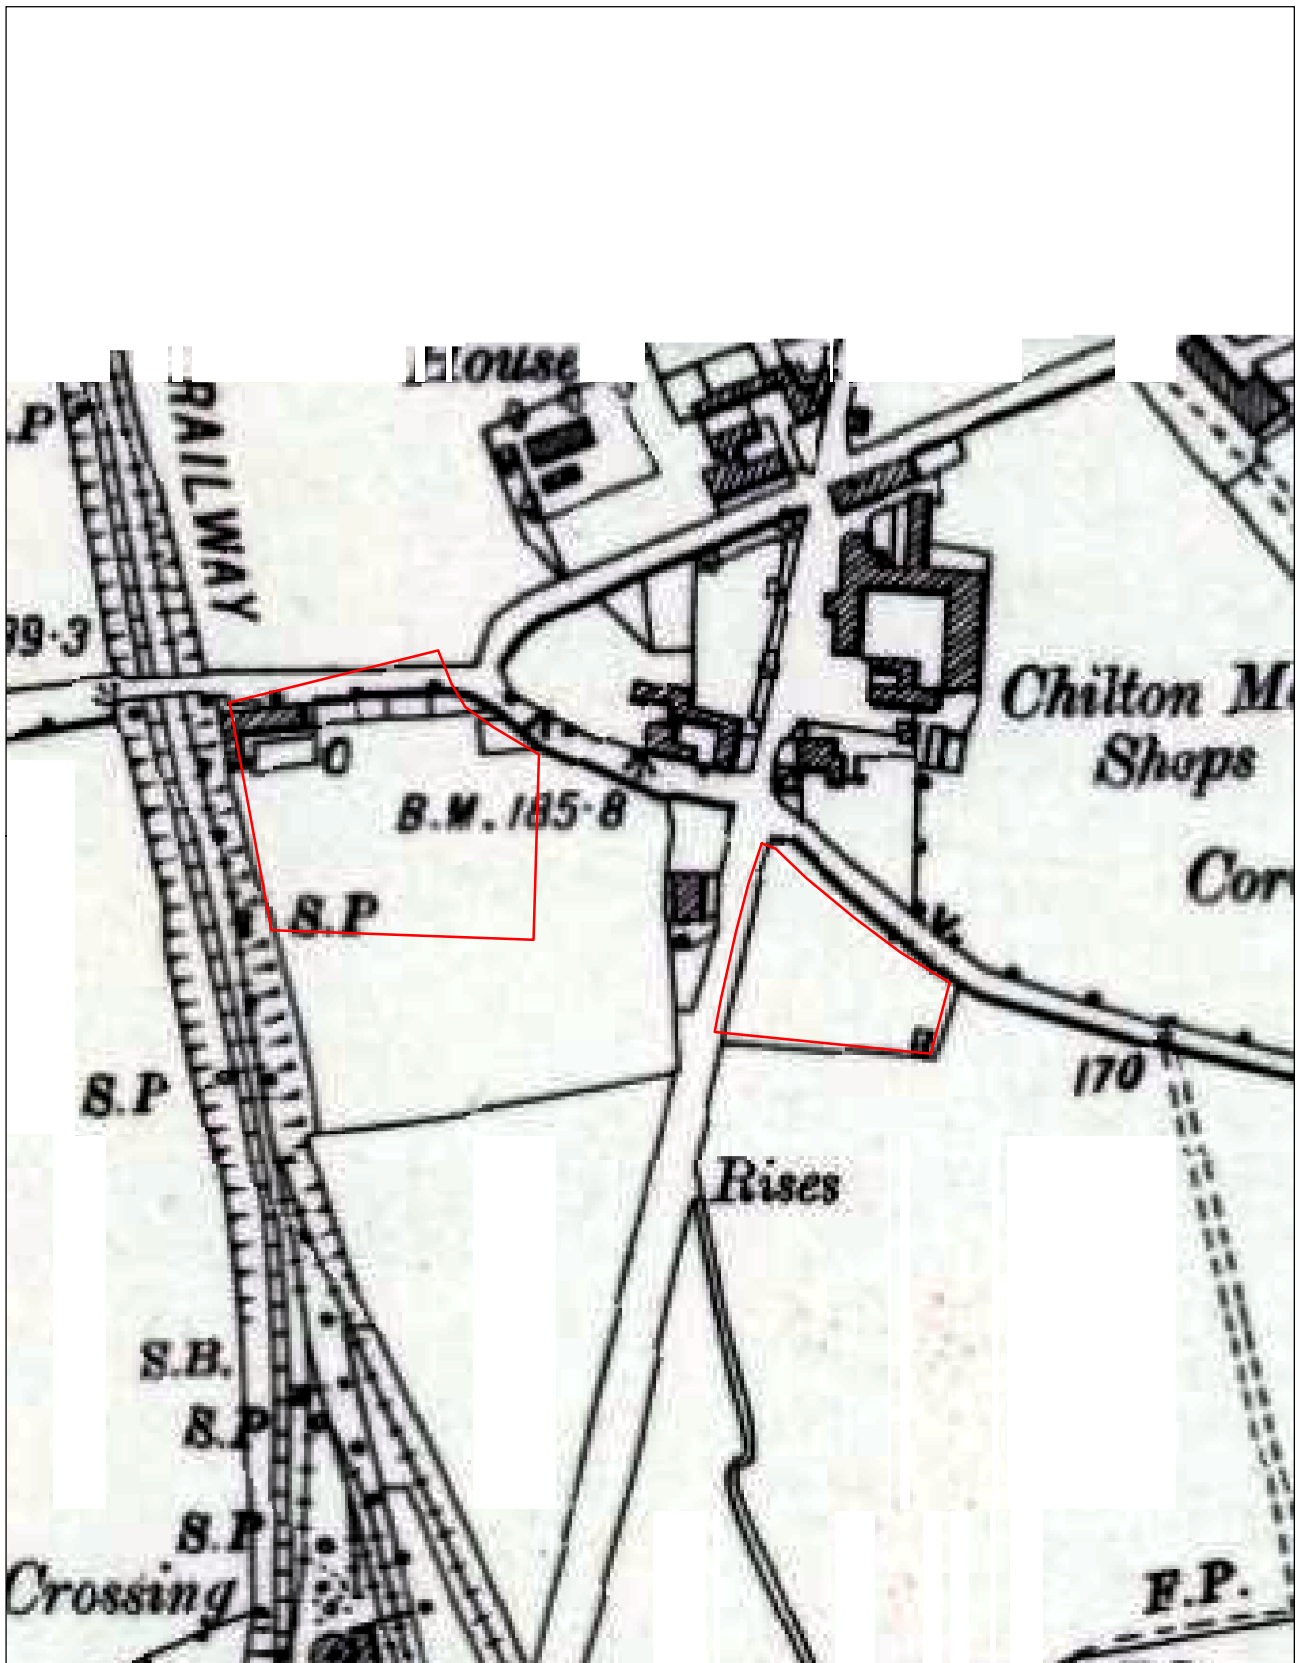 House
.P
RAILWAY
99·3
Chilton
Shops
B.M. 185·8
S.P
S.P
170
Rises
S.B.
S.P
S.P
Crossing
F.P.